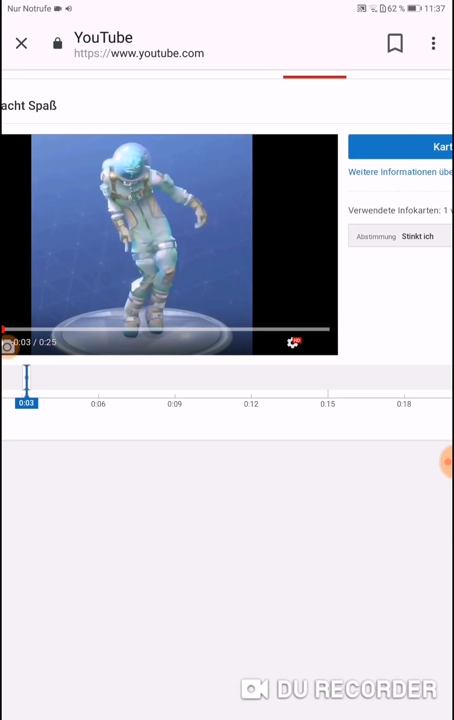 Nur Notrufe 62 % 11:37
YouTube
https://www.youtube.com
acht Spaß
Kart
Weitere Informationen übe
Verwendete Infokarten: 1 v
Abstimmung Stinkt ich
0:03 / 0:25
HD
0:03 0:06 0:09 0:12 0:15 0:18
DU RECORDER